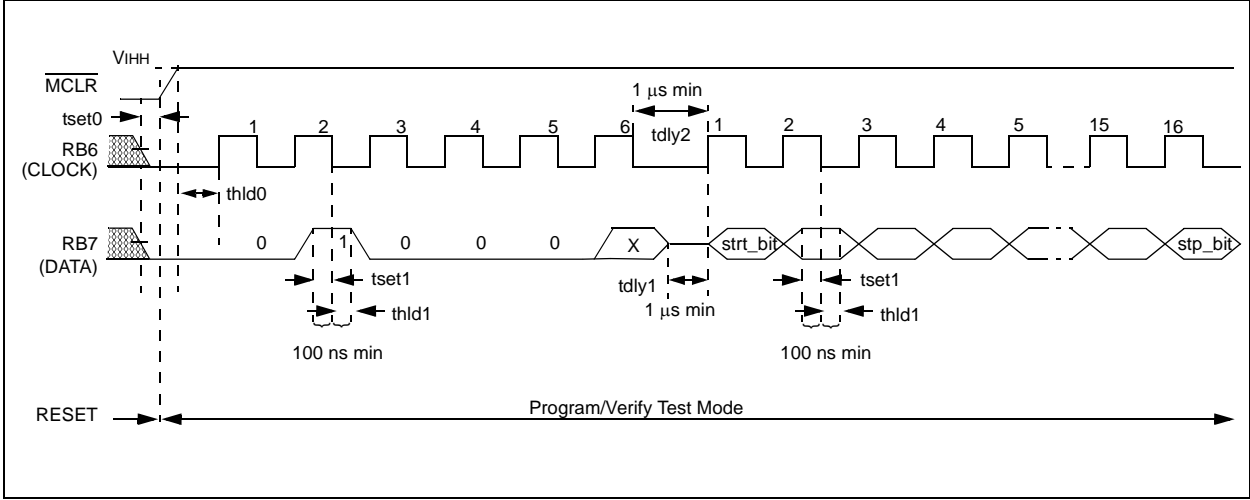 VIHH
MCLR
1 µs min
tset0
1 2 3 4 5 6 tdly2 1 2 3 4 5 15 16
RB6
(CLOCK)
thld0
RB7
(DATA)
0 1 0 0 0 X strt_bit stp_bit
tset1 tdly1 tset1
thld1 1 µs min thld1
100 ns min 100 ns min
RESET Program/Verify Test Mode